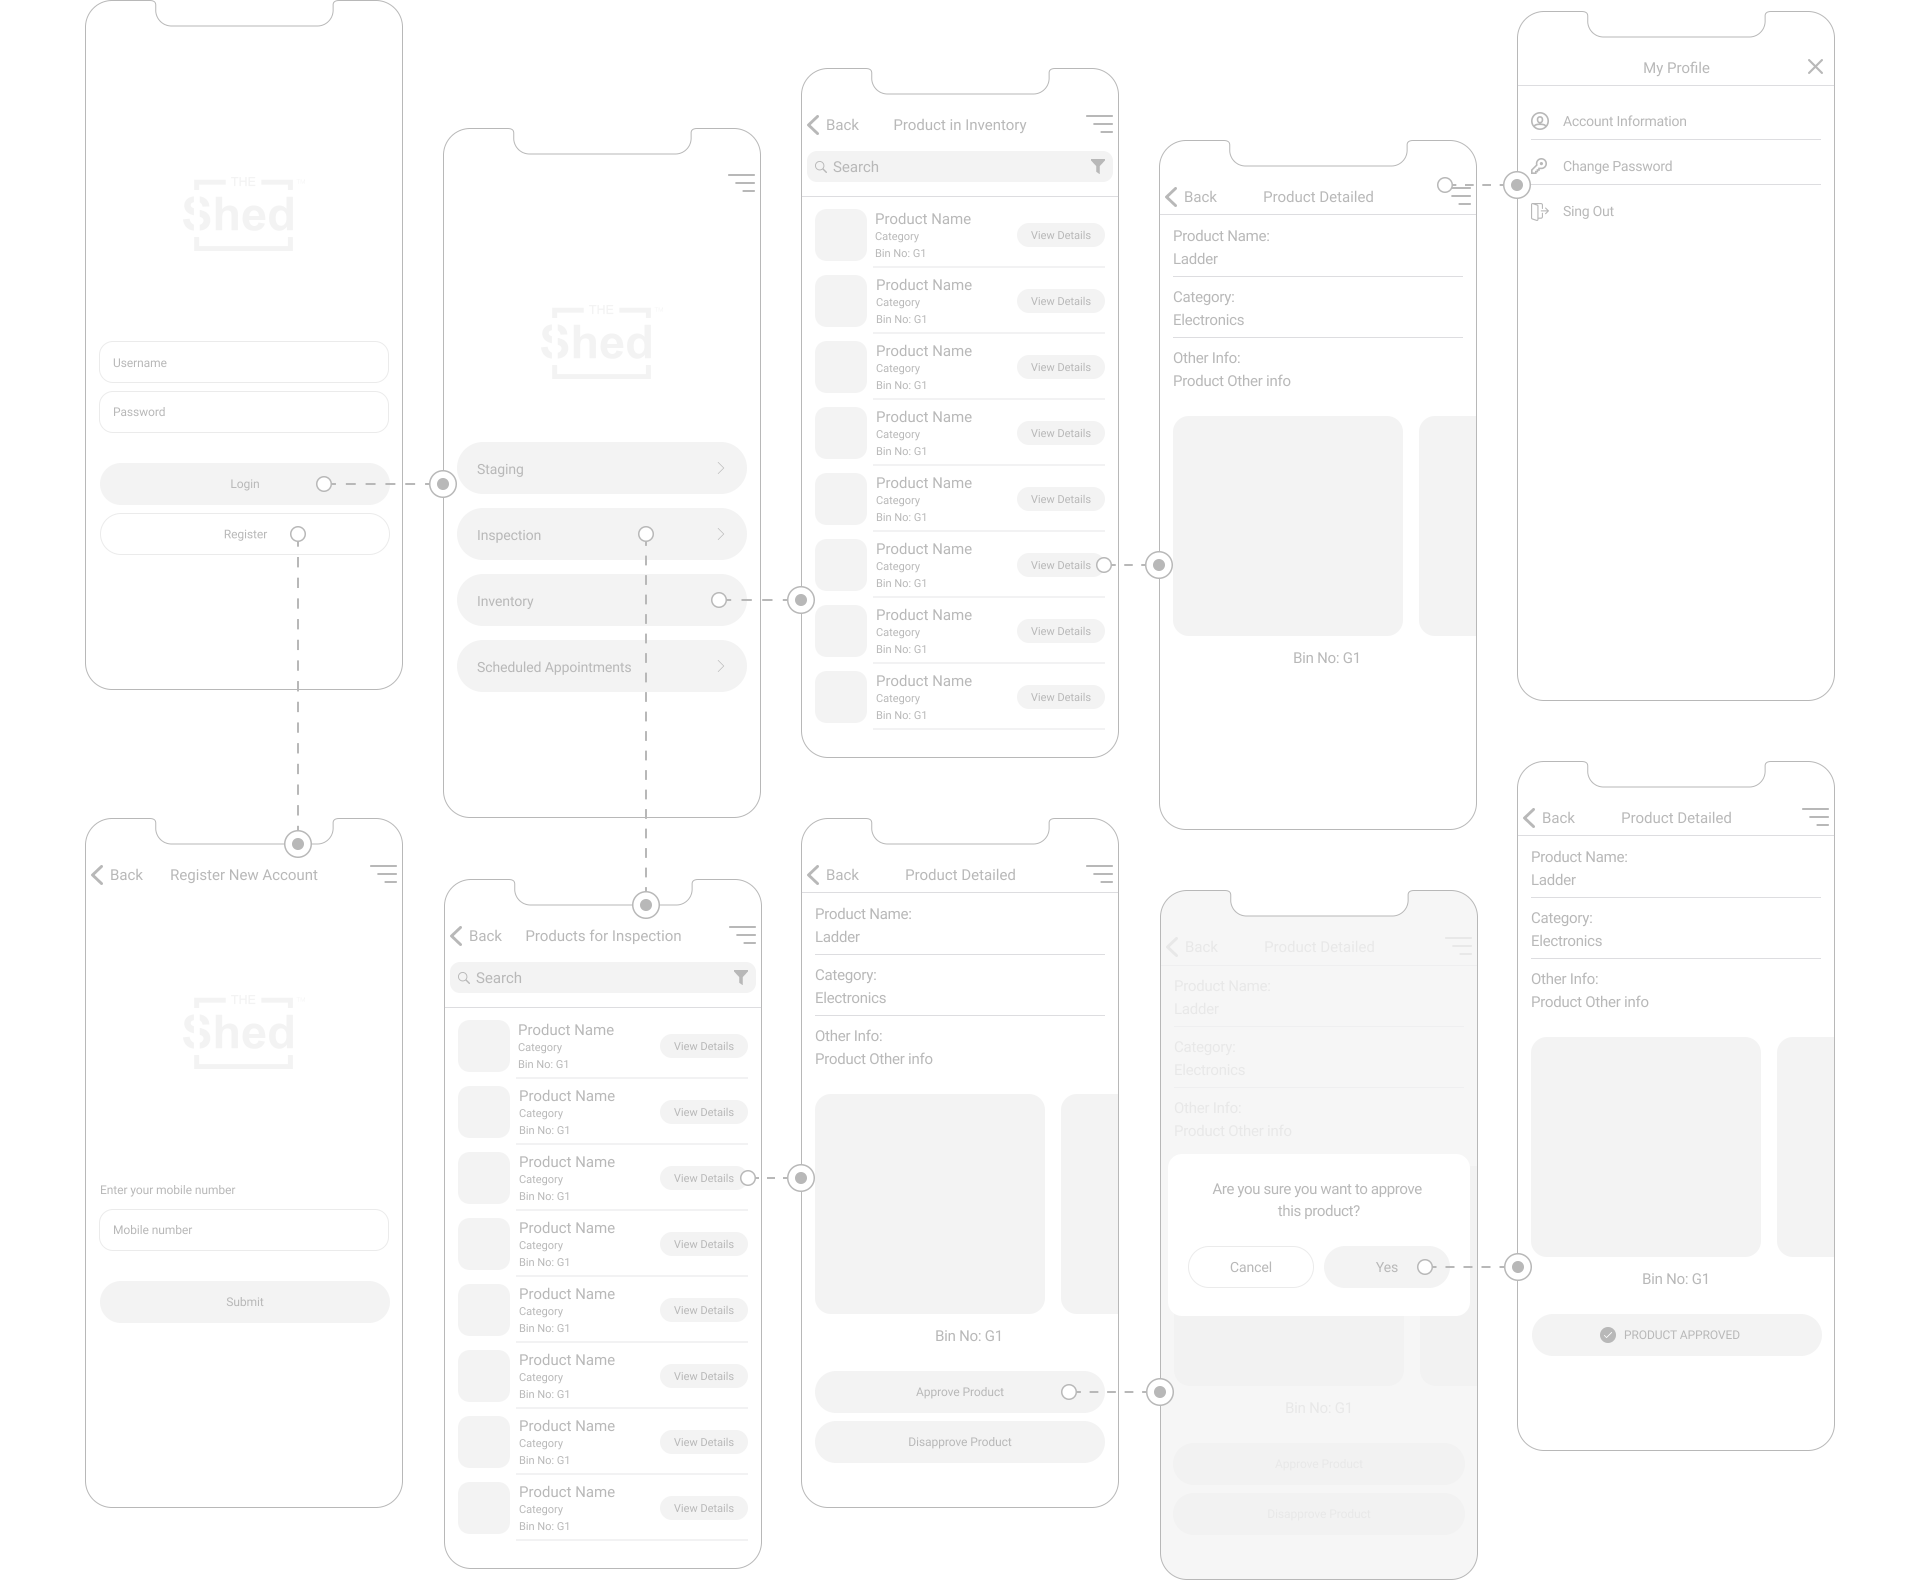 THE
Shed
Username
Password
Login
Register
THE
Shed
Staging
Inspection
Inventory
Scheduled Appointments
Back
Product in Inventory
Search
Product Name
Category
Bin No: G1
View Details
Product Name
Category
Bin No: G1
View Details
Product Name
Category
Bin No: G1
View Details
Product Name
Category
Bin No: G1
View Details
Product Name
Category
Bin No: G1
View Details
Product Name
Category
Bin No: G1
View Details
Product Name
Category
Bin No: G1
View Details
Product Name
Category
Bin No: G1
View Details
Back
Product Detailed
Product Name:
Ladder
Category:
Electronics
Other Info:
Product Other info
Bin No: G1
My Profile
Account Information
Change Password
Sing Out
Back
Register New Account
THE
Shed
Enter your mobile number
Mobile number
Submit
Back
Products for Inspection
Search
Product Name
Category
Bin No: G1
View Details
Product Name
Category
Bin No: G1
View Details
Product Name
Category
Bin No: G1
View Details
Product Name
Category
Bin No: G1
View Details
Product Name
Category
Bin No: G1
View Details
Product Name
Category
Bin No: G1
View Details
Product Name
Category
Bin No: G1
View Details
Product Name
Category
Bin No: G1
View Details
Back
Product Detailed
Product Name:
Ladder
Category:
Electronics
Other Info:
Product Other info
Bin No: G1
Approve Product
Disapprove Product
Back
Product Detailed
Product Name:
Ladder
Category:
Electronics
Other Info:
Product Other info
Are you sure you want to approve
this product?
Cancel
Yes
Bin No: G1
Approve Product
Disapprove Product
Back
Product Detailed
Product Name:
Ladder
Category:
Electronics
Other Info:
Product Other info
Bin No: G1
PRODUCT APPROVED